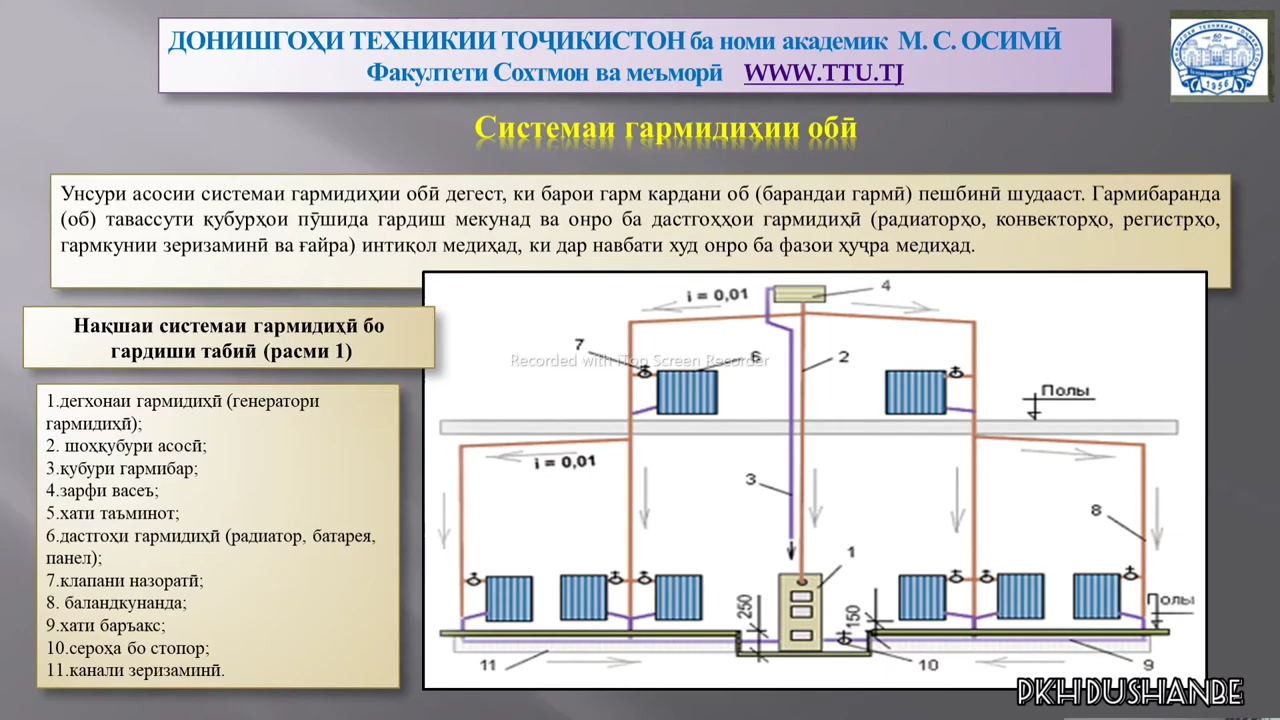 ДОНИШГОҲИ ТЕХНИКИИ ТОҶИКИСТОН ба номи академик М. С. ОСИМӢ
Факултети Сохтмон ва меъморӣ WWW.TTU.TJ
Системаи гармидиҳии обӣ
Унсури асосии системаи гармидиҳии обӣ дегест, ки барои гарм кардани об (барандаи гармӣ) пешбинӣ шудааст. Гармибаранда
(об) тавассути қубурҳои пӯшида гардиш мекунад ва онро ба дастгоҳҳои гармидиҳӣ (радиаторҳо, конвекторҳо, регистрҳо,
гармкунии зеризаминӣ ва ғайра) интиқол медиҳад, ки дар навбати худ онро ба фазои ҳуҷра медиҳад.
Нақшаи системаи гармидиҳӣ бо
гардиши табиӣ (расми 1)
1.дегхонаи гармидиҳӣ (генератори
гармидиҳӣ);
2. шоҳқубури асосӣ;
3.қубури гармибар;
4.зарфи васеъ;
5.хати таъминот;
6.дастгоҳи гармидиҳӣ (радиатор, батарея,
панел);
7.клапани назоратӣ;
8. баландкунанда;
9.хати баръакс;
10.сероҳа бо стопор;
11.канали зеризаминӣ.
i = 0,01
4
7
6
2
Recorded with iTop Screen Recorder
Полы
i = 0,01
3
8
1
250
150
Полы
11
10
9
PKH DUSHANBE
1956